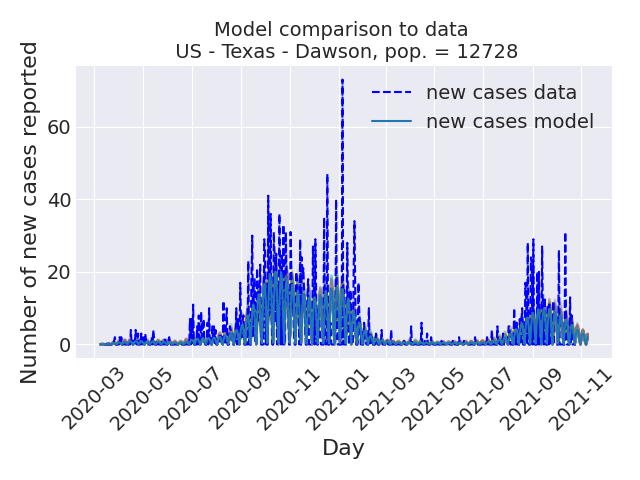 Model comparison to data
US - Texas - Dawson, pop. = 12728
new cases data
new cases model
Number of new cases reported
60
40
20
0
2020-03
2020-05
2020-07
2020-09
2020-11
2021-01
2021-03
2021-05
2021-07
2021-09
2021-11
Day